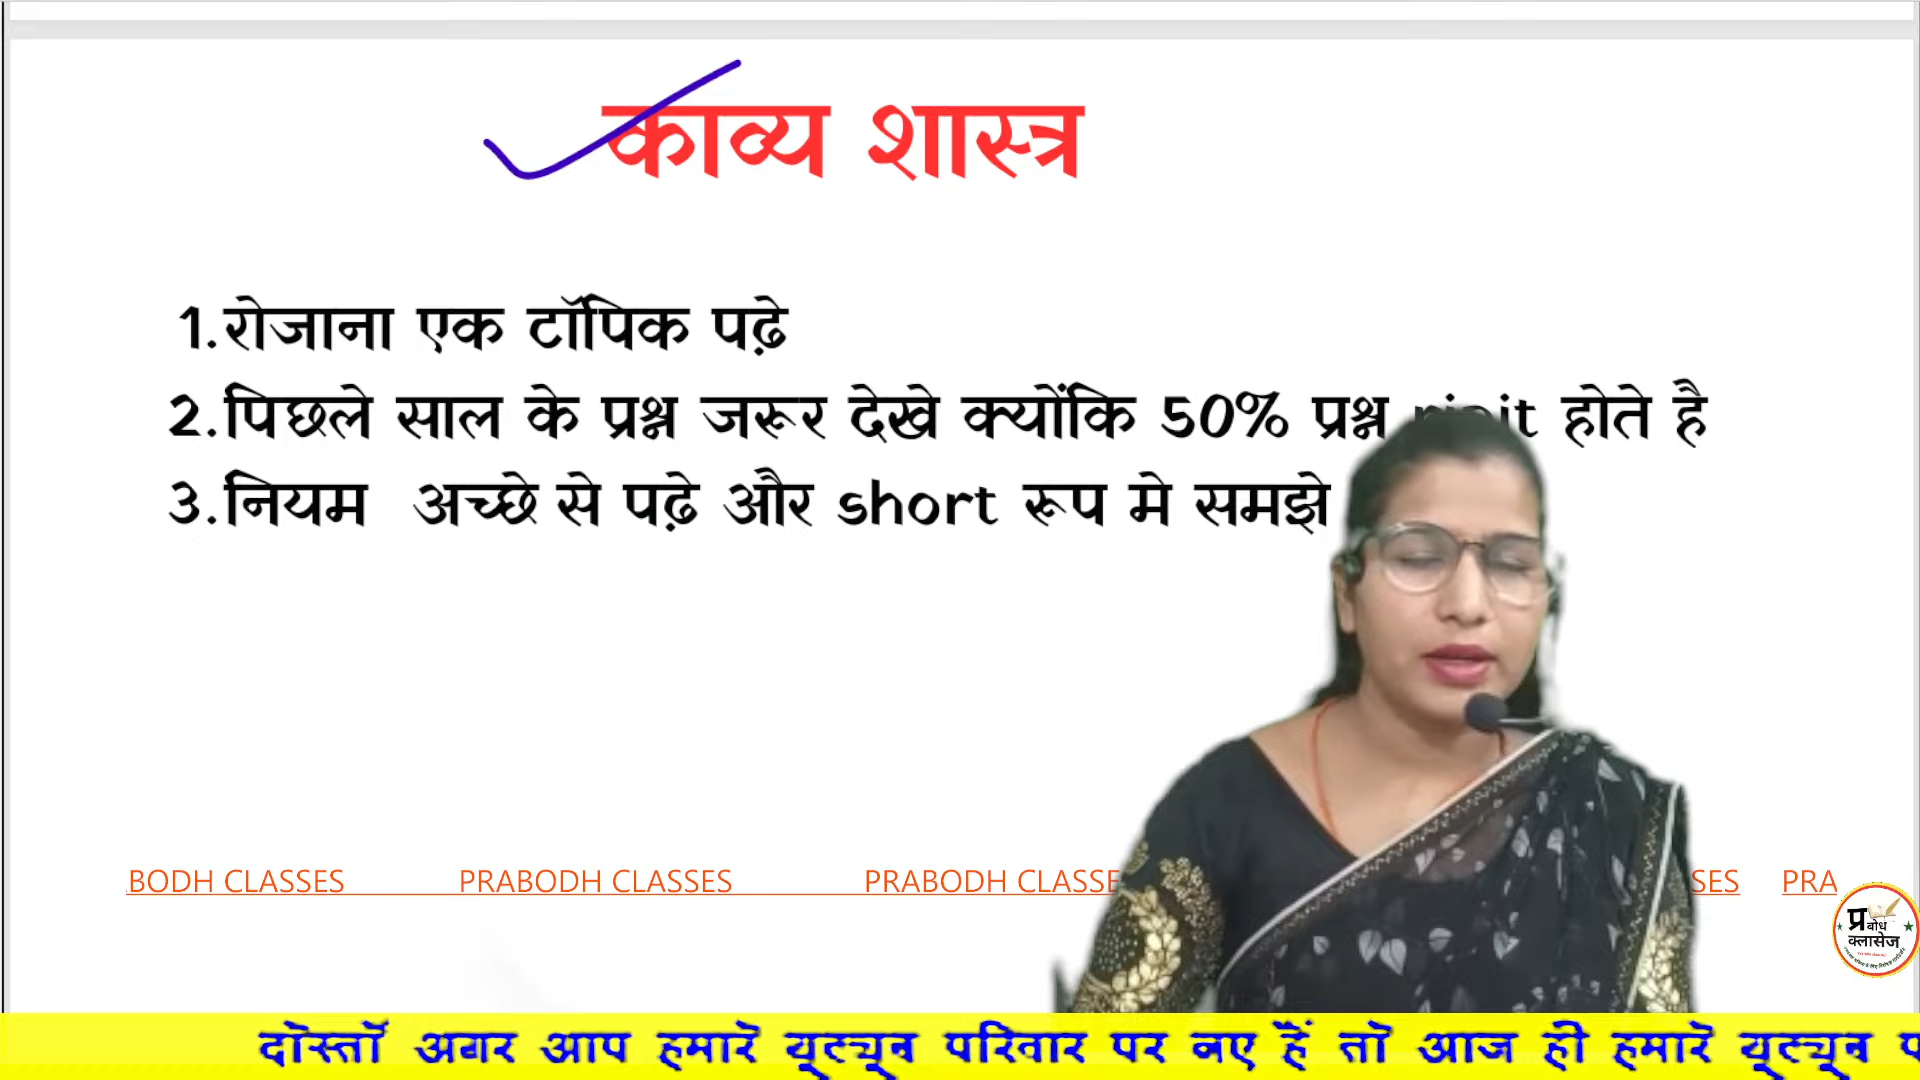 काव्य शास्त्र
1.रोजाना एक टॉपिक पढ़े
2.पिछले साल के प्रश्न जरूर देखे क्योंकि 50% प्रश्न होते है
3.नियम अच्छे से पढ़े और short रूप मे समझे
BODH CLASSES PRABODH CLASSES PRABODH CLASSE SES PRA
प्रबोध
क्लासेज
दोस्तों अगर आप हमारे यूट्यूब परिवार पर नए हैं तो आज ही हमारे यूट्यूब प